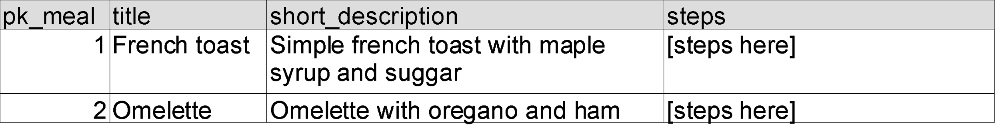 pk_meal title short_description steps
1 French toast Simple french toast with maple [steps here]
syrup and suggar
2 Omelette Omelette with oregano and ham [steps here]